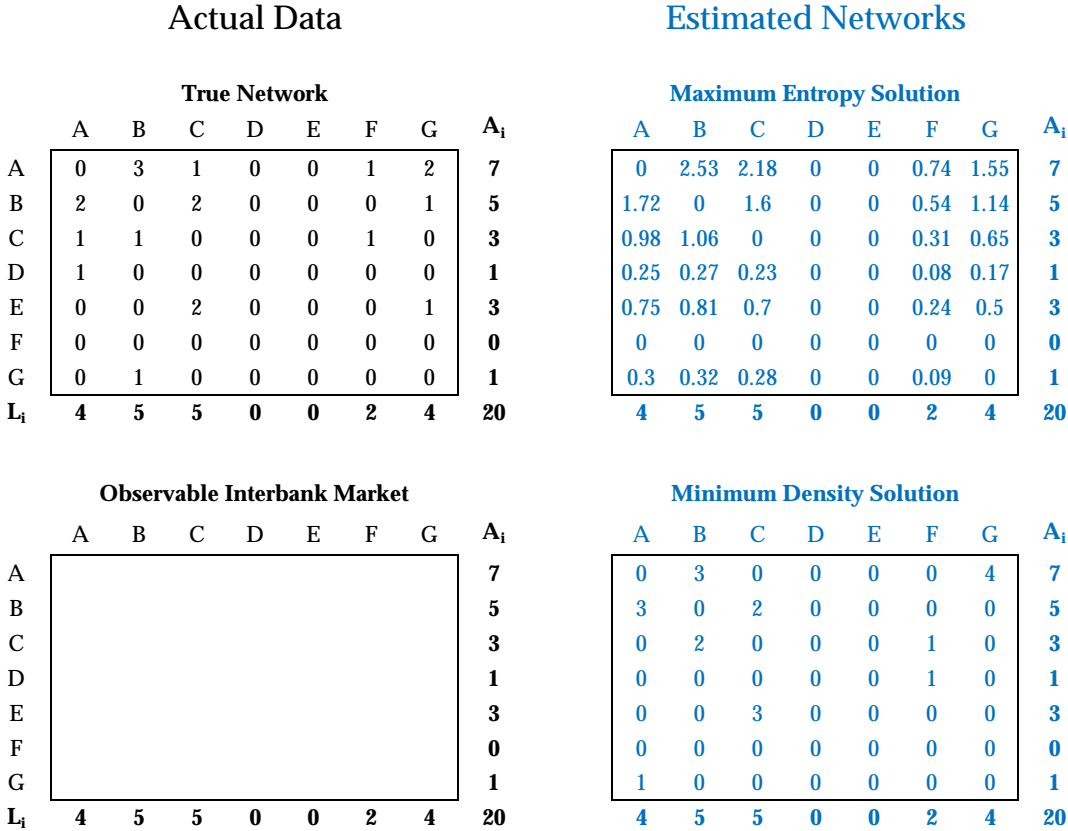 Actual Data
True Network
A B C D E F G Ai
A 0 3 1 0 0 1 2 7
B 2 0 2 0 0 0 1 5
C 1 1 0 0 0 1 0 3
D 1 0 0 0 0 0 0 1
E 0 0 2 0 0 0 1 3
F 0 0 0 0 0 0 0 0
G 0 1 0 0 0 0 0 1
Li 4 5 5 0 0 2 4 20
Observable Interbank Market
A B C D E F G Ai
A 7
B 5
C 3
D 1
E 3
F 0
G 1
Li 4 5 5 0 0 2 4 20
Estimated Networks
Maximum Entropy Solution
A B C D E F G Ai
0 2.53 2.18 0 0 0.74 1.55 7
1.72 0 1.6 0 0 0.54 1.14 5
0.98 1.06 0 0 0 0.31 0.65 3
0.25 0.27 0.23 0 0 0.08 0.17 1
0.75 0.81 0.7 0 0 0.24 0.5 3
0 0 0 0 0 0 0 0
0.3 0.32 0.28 0 0 0.09 0 1
4 5 5 0 0 2 4 20
Minimum Density Solution
A B C D E F G Ai
0 3 0 0 0 0 4 7
3 0 2 0 0 0 0 5
0 2 0 0 0 1 0 3
0 0 0 0 0 1 0 1
0 0 3 0 0 0 0 3
0 0 0 0 0 0 0 0
1 0 0 0 0 0 0 1
4 5 5 0 0 2 4 20